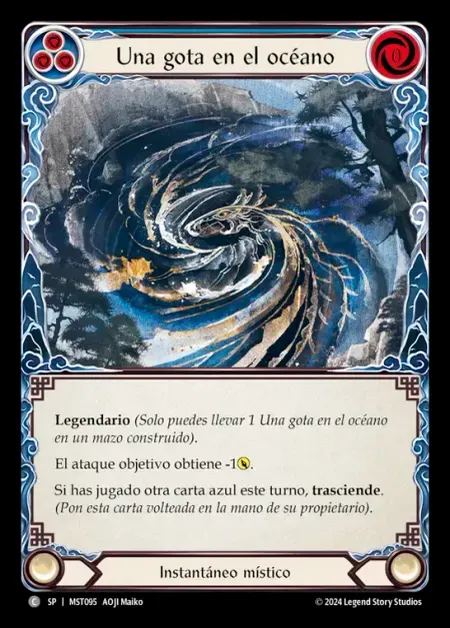 Una gota en el océano
0
Legendario (Solo puedes llevar 1 Una gota en el océano
en un mazo construido).
El ataque objetivo obtiene -1.
Si has jugado otra carta azul este turno, trasciende.
(Pon esta carta volteada en la mano de su propietario).
Instantáneo místico
C SP | MST095 AOJI Maiko © 2024 Legend Story Studios